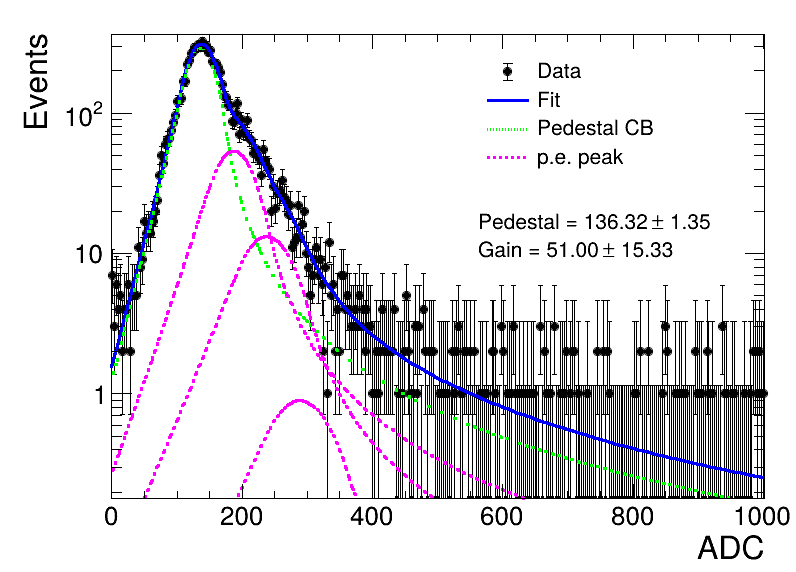 Events
10²
10
1
Data
Fit
Pedestal CB
p.e. peak
Pedestal = 136.32 ± 1.35
Gain = 51.00 ± 15.33
0 200 400 600 800 1000
ADC